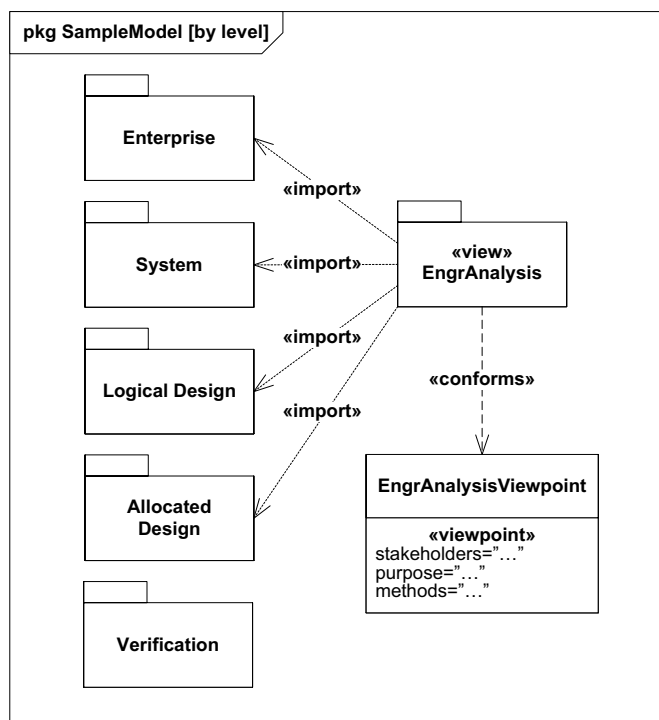 pkg SampleModel [by level]
Enterprise
«import»
«view»
EngrAnalysis
System
«import»
«import»
Logical Design
«conforms»
«import»
EngrAnalysisViewpoint
Allocated
Design
«viewpoint»
stakeholders=”…”
purpose=”…”
methods=”…”
Verification